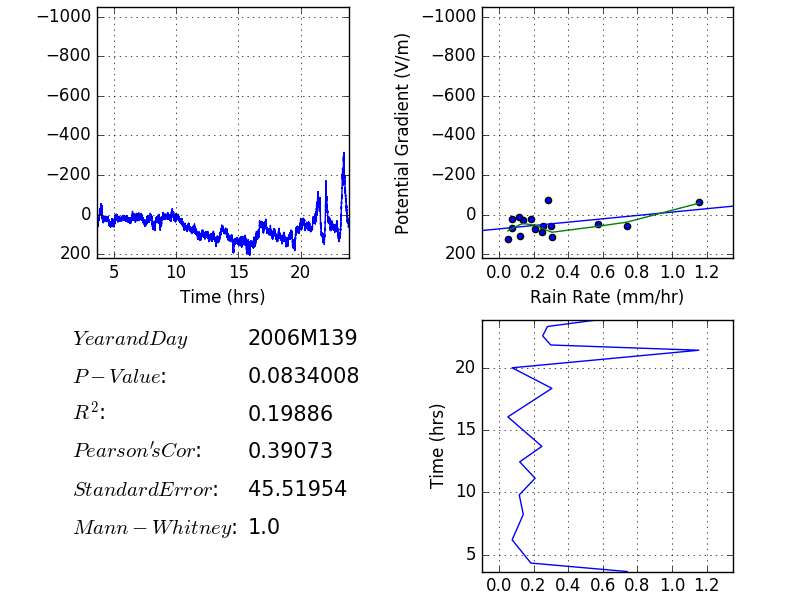 −1000
−800
−600
−400
−200
0
200
5 10 15 20
Time (hrs)
Potential Gradient (V/m)
−1000
−800
−600
−400
−200
0
200
0.0 0.2 0.4 0.6 0.8 1.0 1.2
Rain Rate (mm/hr)
YearandDay 2006M139
P−Value: 0.0834008
R²: 0.19886
Pearson'sCor: 0.39073
StandardError: 45.51954
Mann−Whitney: 1.0
Time (hrs)
20
15
10
5
0.0 0.2 0.4 0.6 0.8 1.0 1.2